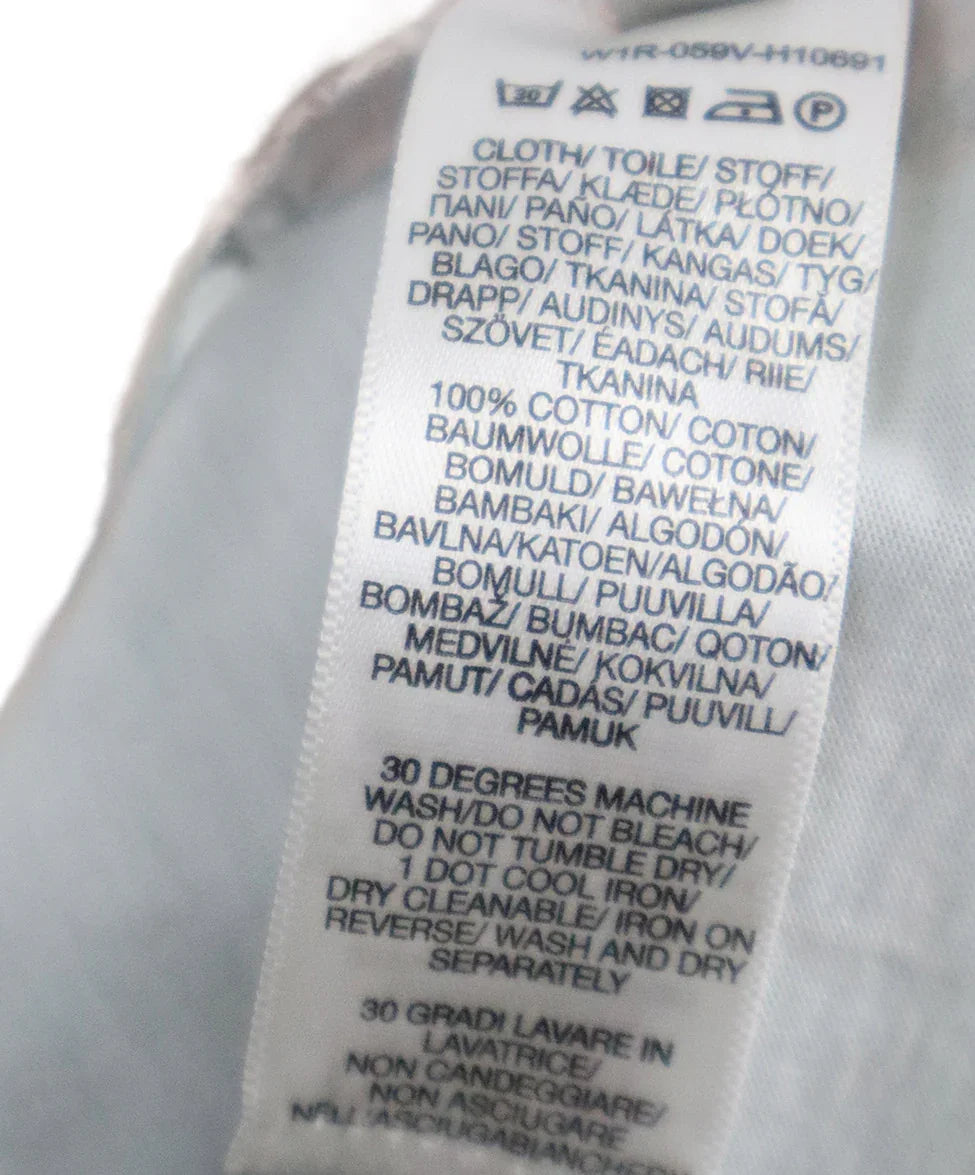 W1R-059V-H10691
30 P
CLOTH/ TOILE/ STOFF/
STOFFA/ KLÆDE/ PŁÓTNO/
ΠΑΝΙ/ PAÑO/ LÁTKA/ DOEK/
PANO/ STOFF/ KANGAS/ TYG/
BLAGO/ TKANINA/ STOFĂ/
DRAPP/ AUDINYS/ AUDUMS/
SZÖVET/ ÉADACH/ RIIE/
TKANINA
100% COTTON/ COTON/
BAUMWOLLE/ COTONE/
BOMULD/ BAWEŁNA/
BAMBAKI/ ALGODÓN/
BAVLNA/KATOEN/ALGODÃO/
BOMULL/ PUUVILLA/
BOMBAŽ/ BUMBAC/ QOTON/
MEDVILNĖ/ KOKVILNA/
PAMUT/ CADÁS/ PUUVILL/
PAMUK
30 DEGREES MACHINE
WASH/DO NOT BLEACH/
DO NOT TUMBLE DRY/
1 DOT COOL IRON/
DRY CLEANABLE/ IRON ON
REVERSE/ WASH AND DRY
SEPARATELY
30 GRADI LAVARE IN
LAVATRICE/
NON CANDEGGIARE/
NON ASCIUGARE